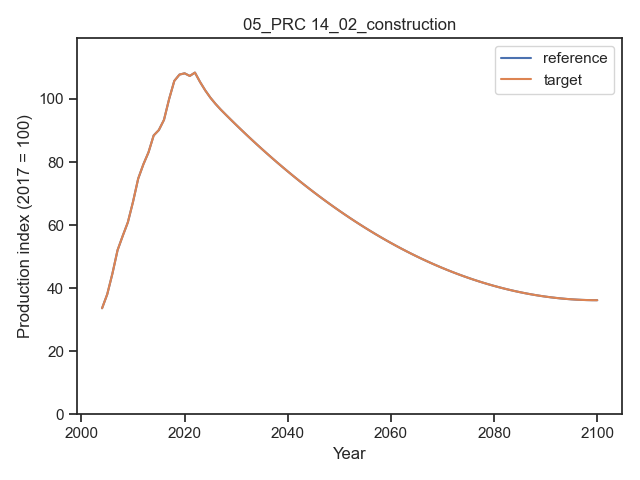 05_PRC 14_02_construction
reference
target
Production index (2017 = 100)
100
80
60
40
20
0
2000 2020 2040 2060 2080 2100
Year